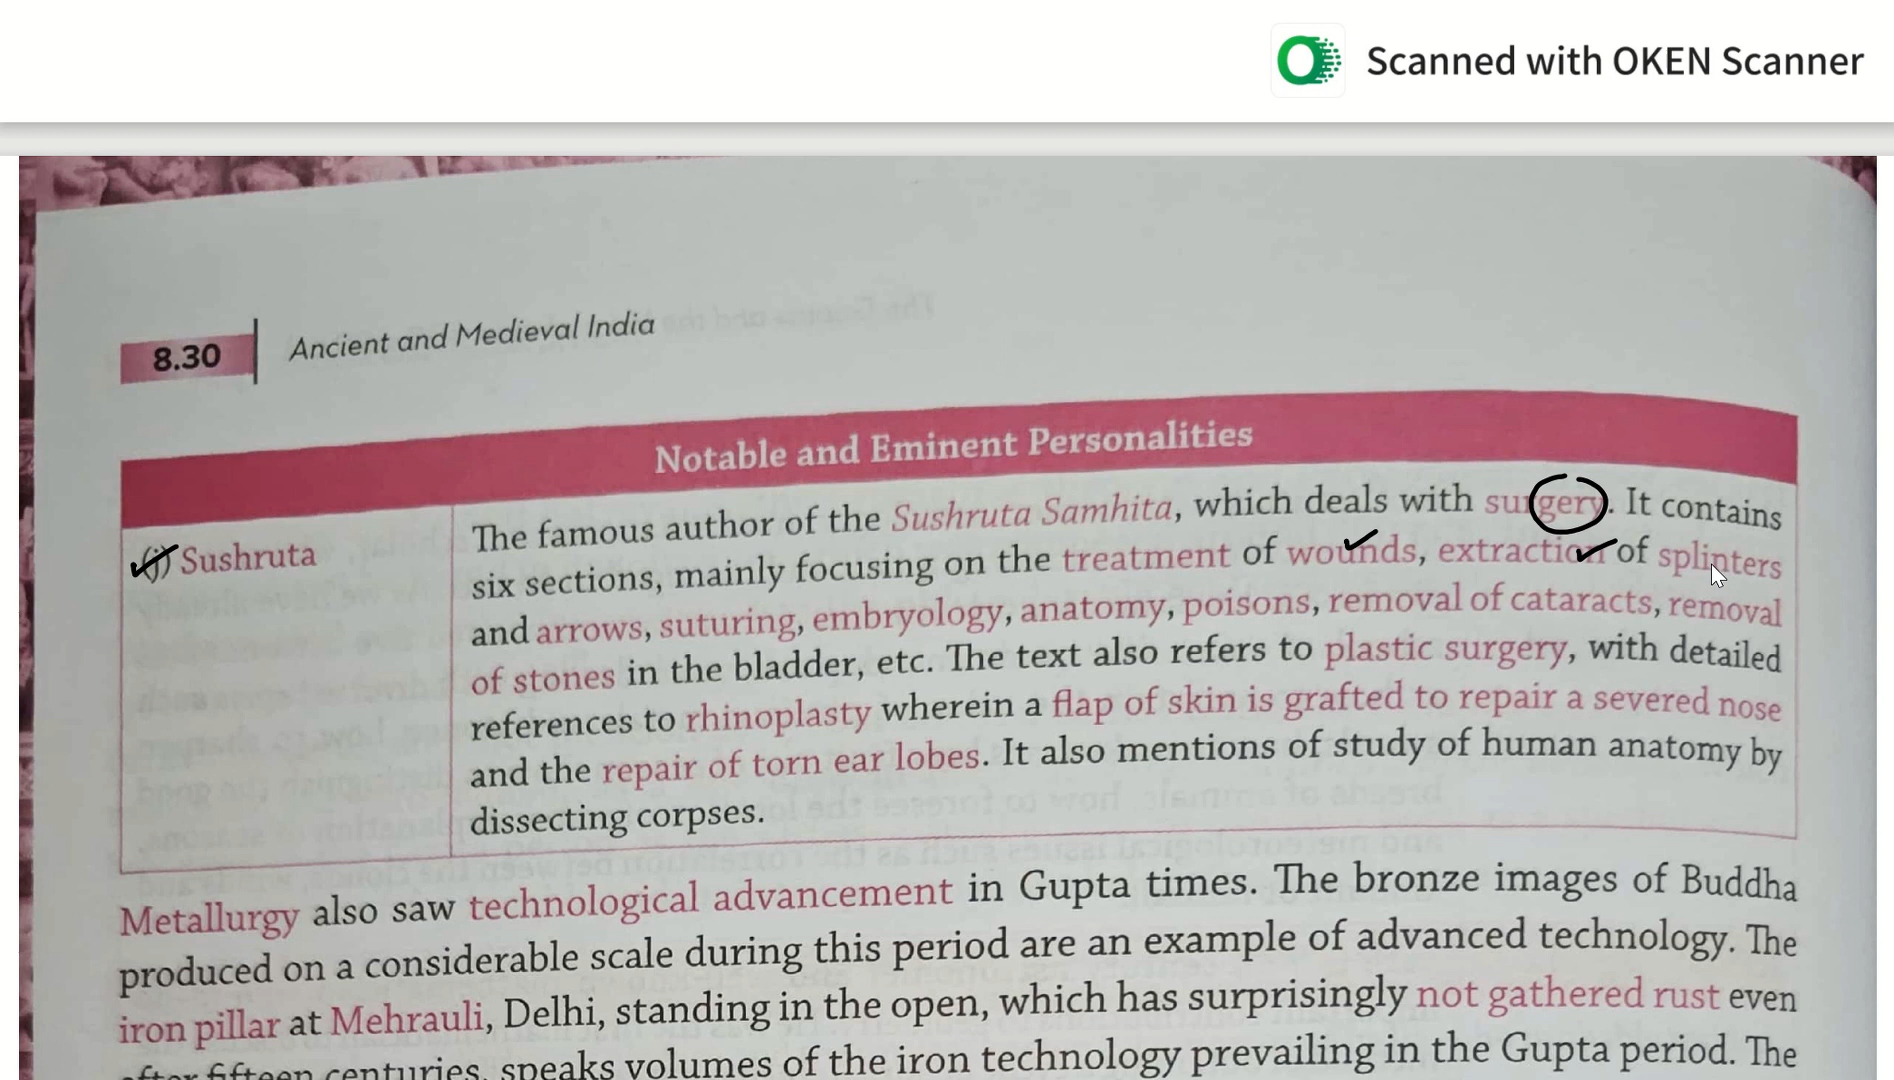 Scanned with OKEN Scanner
8.30 Ancient and Medieval India
Notable and Eminent Personalities
(j) Sushruta
The famous author of the Sushruta Samhita, which deals with surgery. It contains
six sections, mainly focusing on the treatment of wounds, extraction of splinters
and arrows, suturing, embryology, anatomy, poisons, removal of cataracts, removal
of stones in the bladder, etc. The text also refers to plastic surgery, with detailed
references to rhinoplasty wherein a flap of skin is grafted to repair a severed nose
and the repair of torn ear lobes. It also mentions of study of human anatomy by
dissecting corpses.
Metallurgy also saw technological advancement in Gupta times. The bronze images of Buddha
produced on a considerable scale during this period are an example of advanced technology. The
iron pillar at Mehrauli, Delhi, standing in the open, which has surprisingly not gathered rust even
after fifteen centuries, speaks volumes of the iron technology prevailing in the Gupta period. The